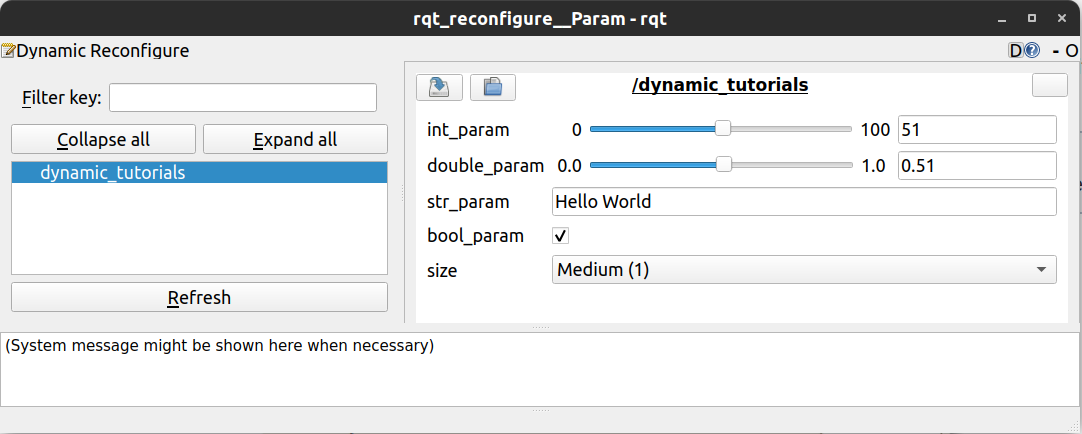 rqt_reconfigure__Param - rqt
Dynamic Reconfigure
D - O
Filter key:
Collapse all Expand all
dynamic_tutorials
Refresh
/dynamic_tutorials
int_param 0 100 51
double_param 0.0 1.0 0.51
str_param Hello World
bool_param
size Medium (1)
(System message might be shown here when necessary)